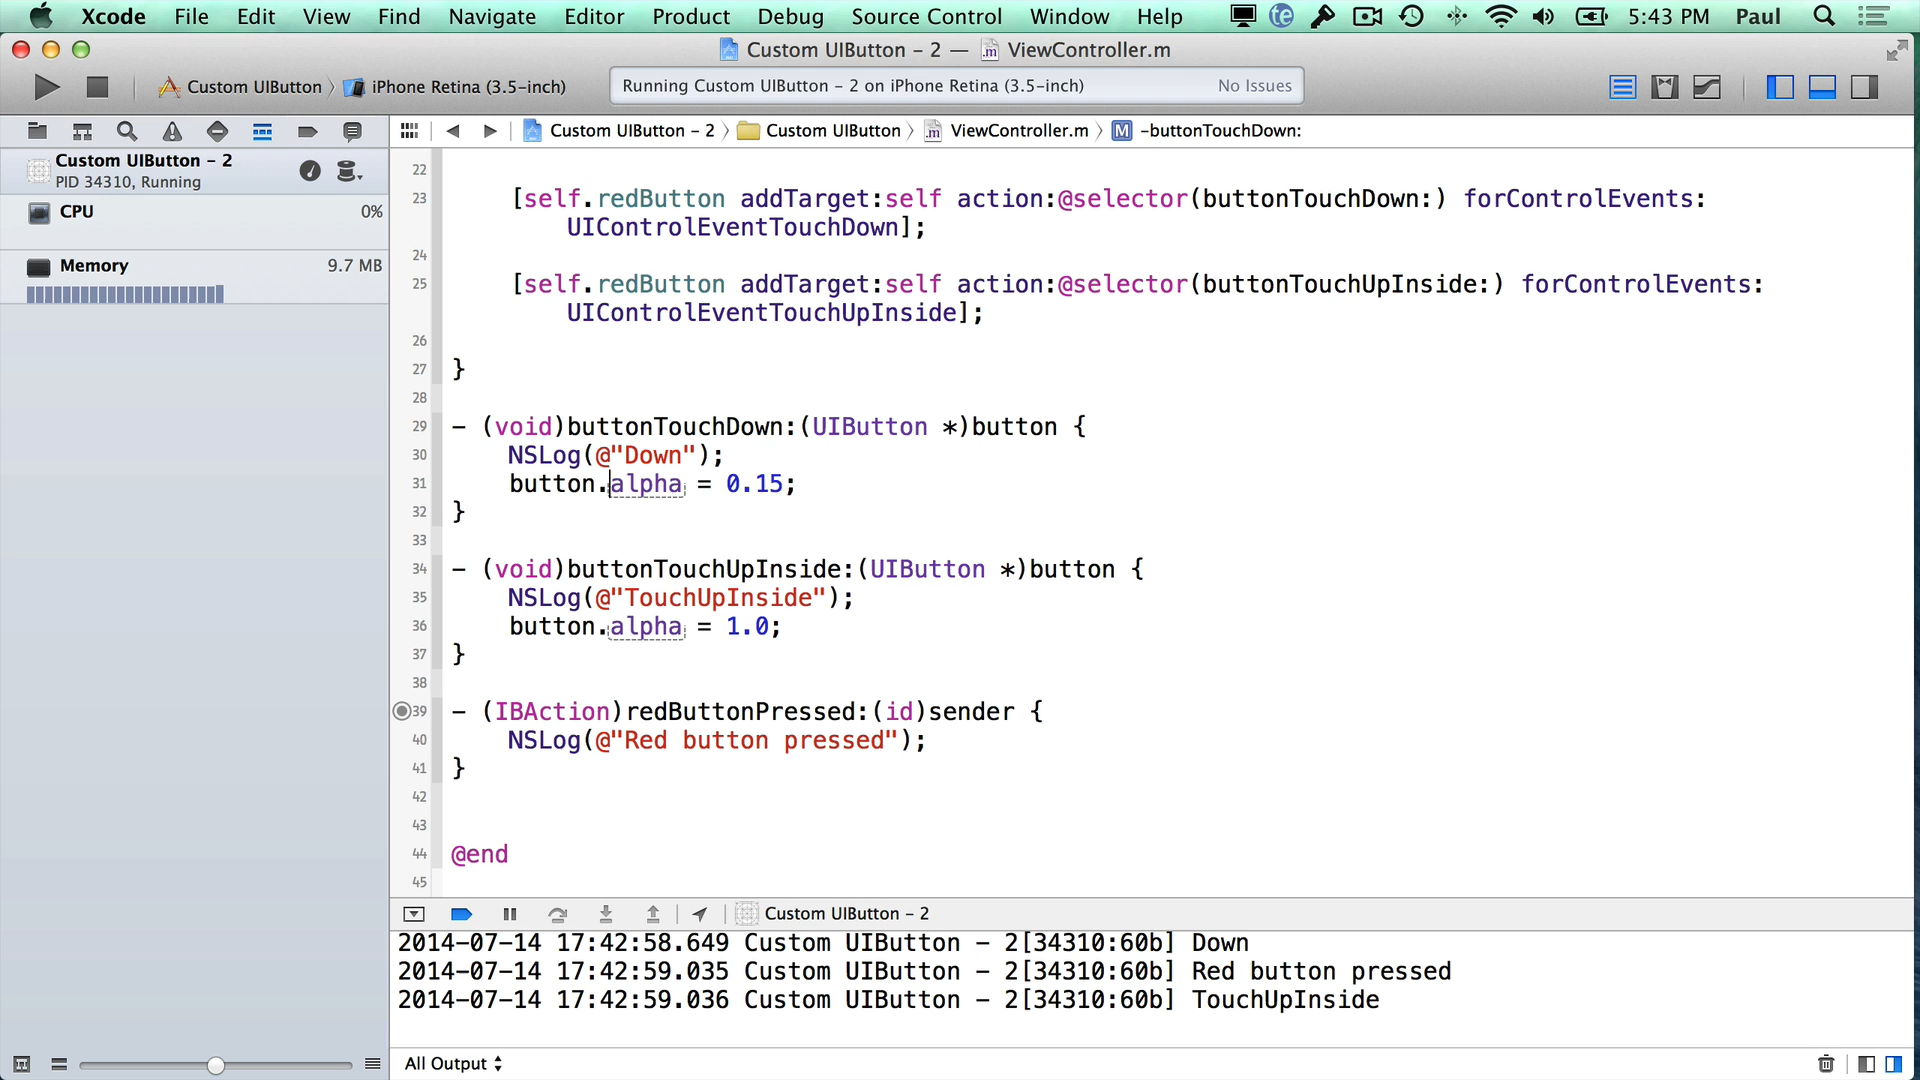 Xcode File Edit View Find Navigate Editor Product Debug Source Control Window Help te 5:43 PM Paul
Custom UIButton – 2 — .m ViewController.m
Custom UIButton iPhone Retina (3.5-inch) Running Custom UIButton – 2 on iPhone Retina (3.5-inch) No Issues
Custom UIButton – 2 Custom UIButton .m ViewController.m M -buttonTouchDown:
Custom UIButton – 2
PID 34310, Running
CPU 0%
Memory 9.7 MB
22
23 [self.redButton addTarget:self action:@selector(buttonTouchDown:) forControlEvents:
UIControlEventTouchDown];
24
25 [self.redButton addTarget:self action:@selector(buttonTouchUpInside:) forControlEvents:
UIControlEventTouchUpInside];
26
27 }
28
29 - (void)buttonTouchDown:(UIButton *)button {
30 NSLog(@"Down");
31 button.alpha = 0.15;
32 }
33
34 - (void)buttonTouchUpInside:(UIButton *)button {
35 NSLog(@"TouchUpInside");
36 button.alpha = 1.0;
37 }
38
39 - (IBAction)redButtonPressed:(id)sender {
40 NSLog(@"Red button pressed");
41 }
42
43
44 @end
45
Custom UIButton – 2
2014-07-14 17:42:58.649 Custom UIButton - 2[34310:60b] Down
2014-07-14 17:42:59.035 Custom UIButton - 2[34310:60b] Red button pressed
2014-07-14 17:42:59.036 Custom UIButton - 2[34310:60b] TouchUpInside
All Output